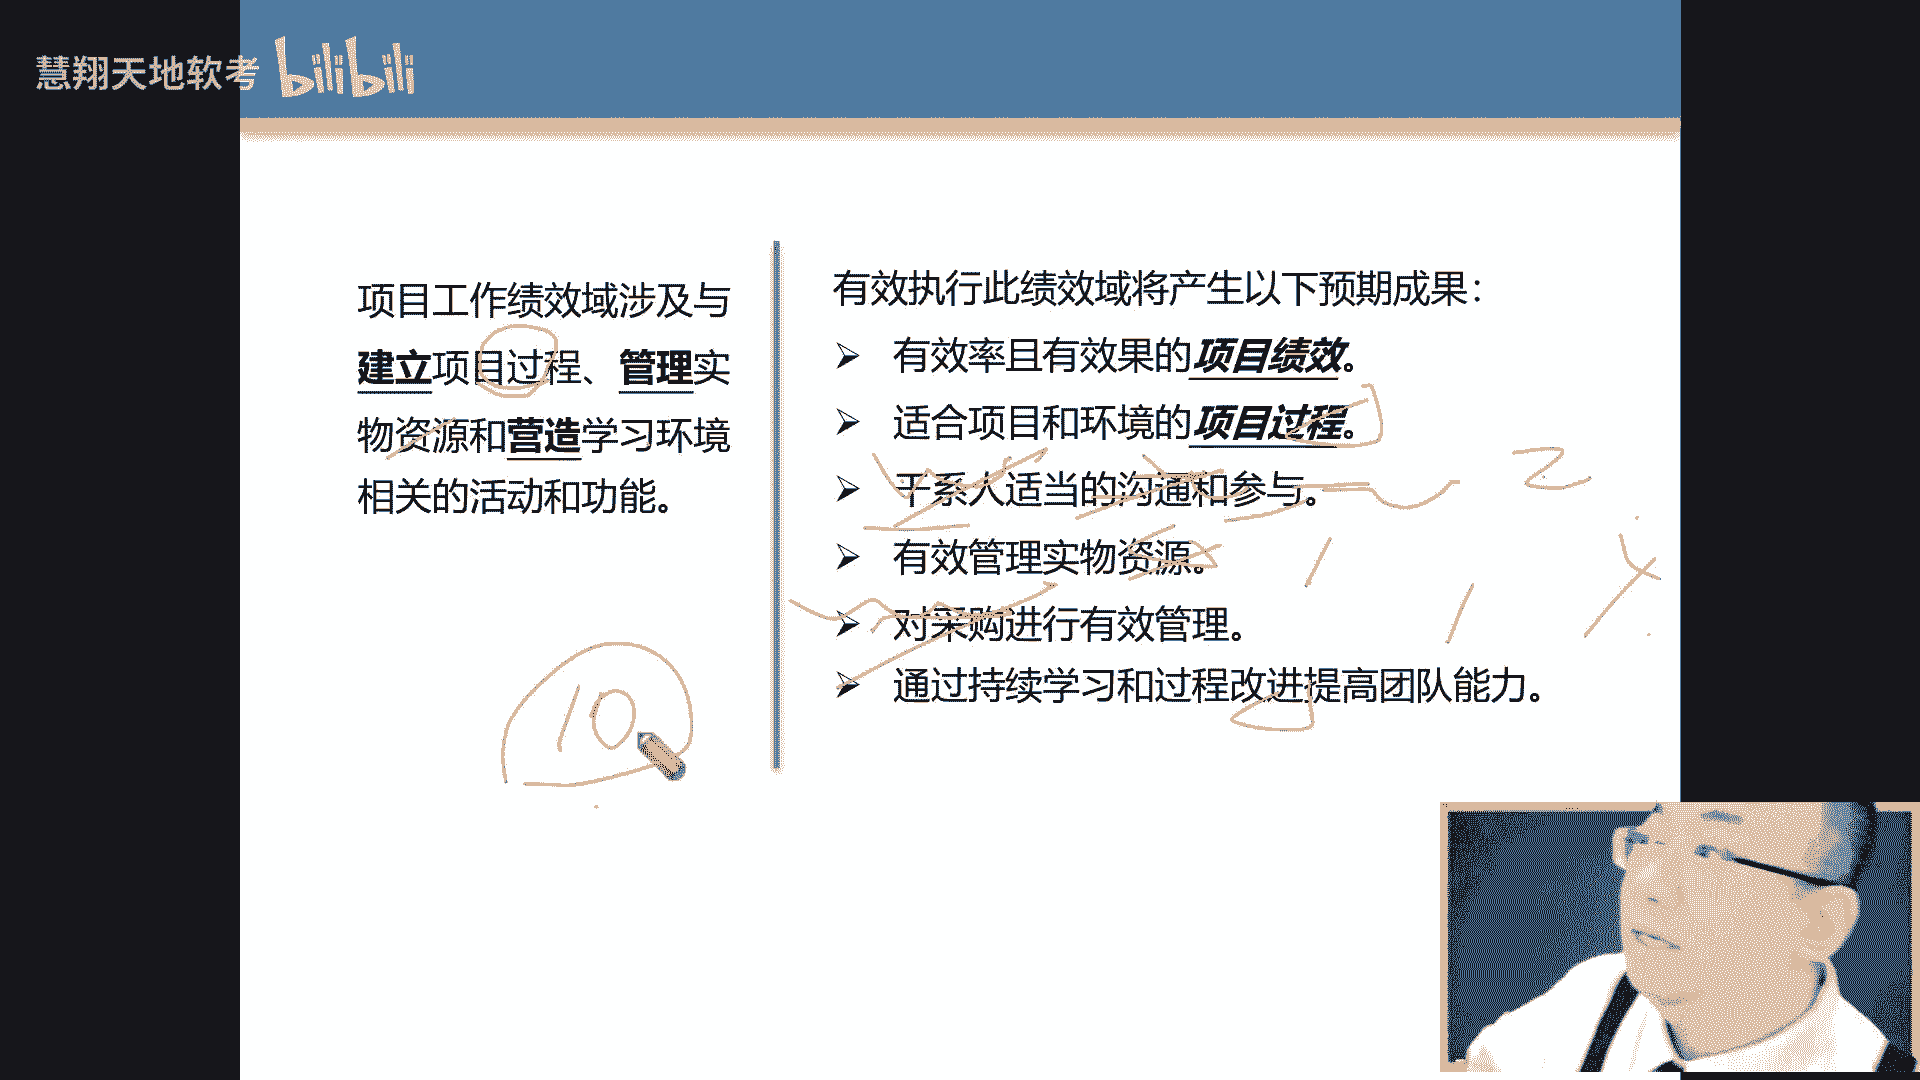 慧翔天地软考 bilibili
项目工作绩效域涉及与
建立项目过程、管理实
物资源和营造学习环境
相关的活动和功能。
有效执行此绩效域将产生以下预期成果：
➢ 有效率且有效果的项目绩效。
➢ 适合项目和环境的项目过程。
➢ 干系人适当的沟通和参与。
➢ 有效管理实物资源。
➢ 对采购进行有效管理。
➢ 通过持续学习和过程改进提高团队能力。
2
10